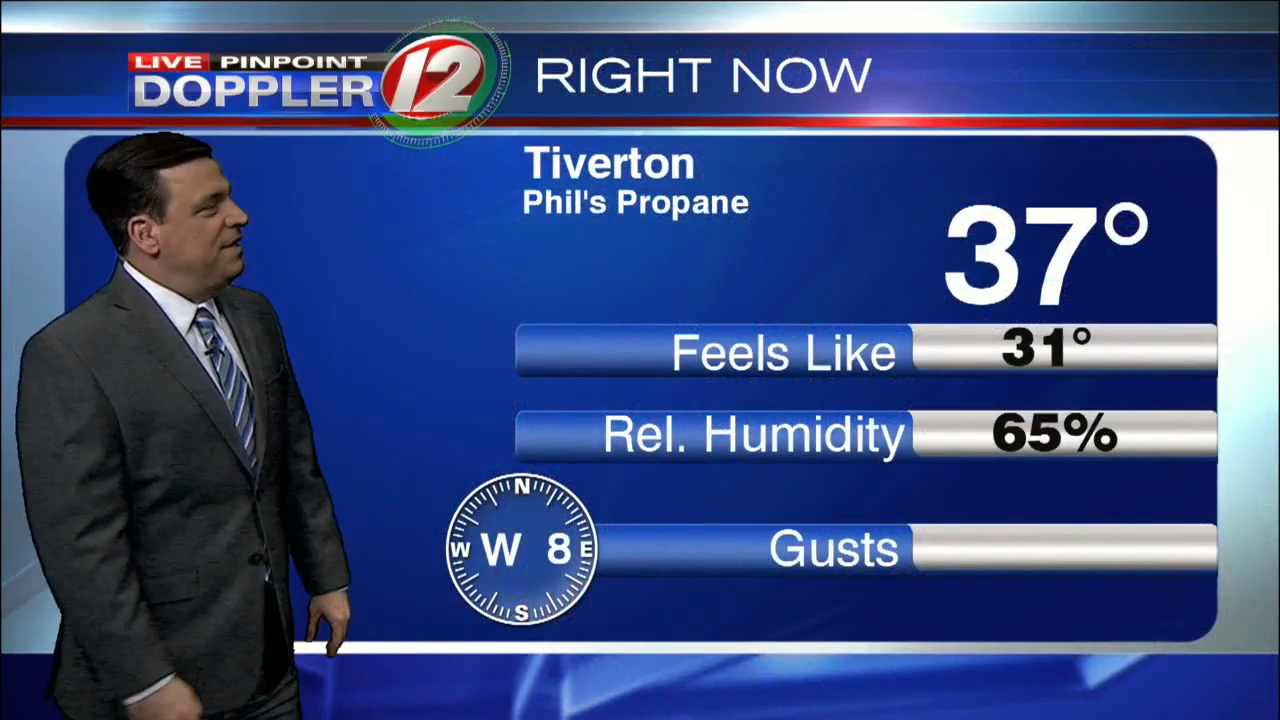 LIVE PINPOINT
DOPPLER 12
RIGHT NOW
Tiverton
Phil's Propane
37°
Feels Like 31°
Rel. Humidity 65%
N
W W 8 E
S
Gusts